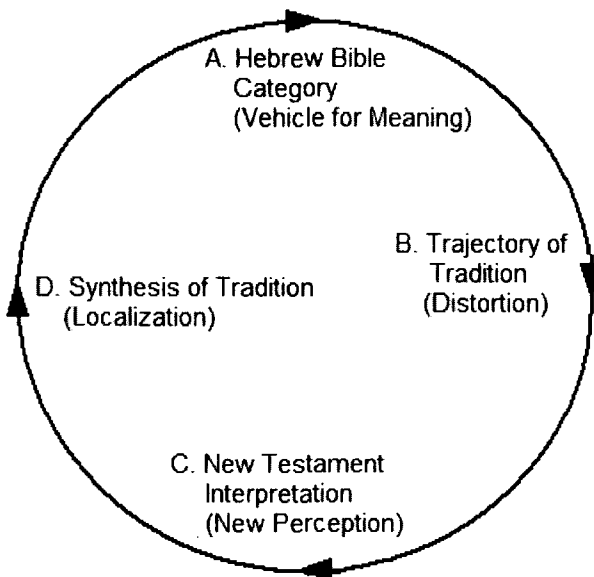 A. Hebrew Bible
Category
(Vehicle for Meaning)
B. Trajectory of
Tradition
(Distortion)
C. New Testament
Interpretation
(New Perception)
D. Synthesis of Tradition
(Localization)